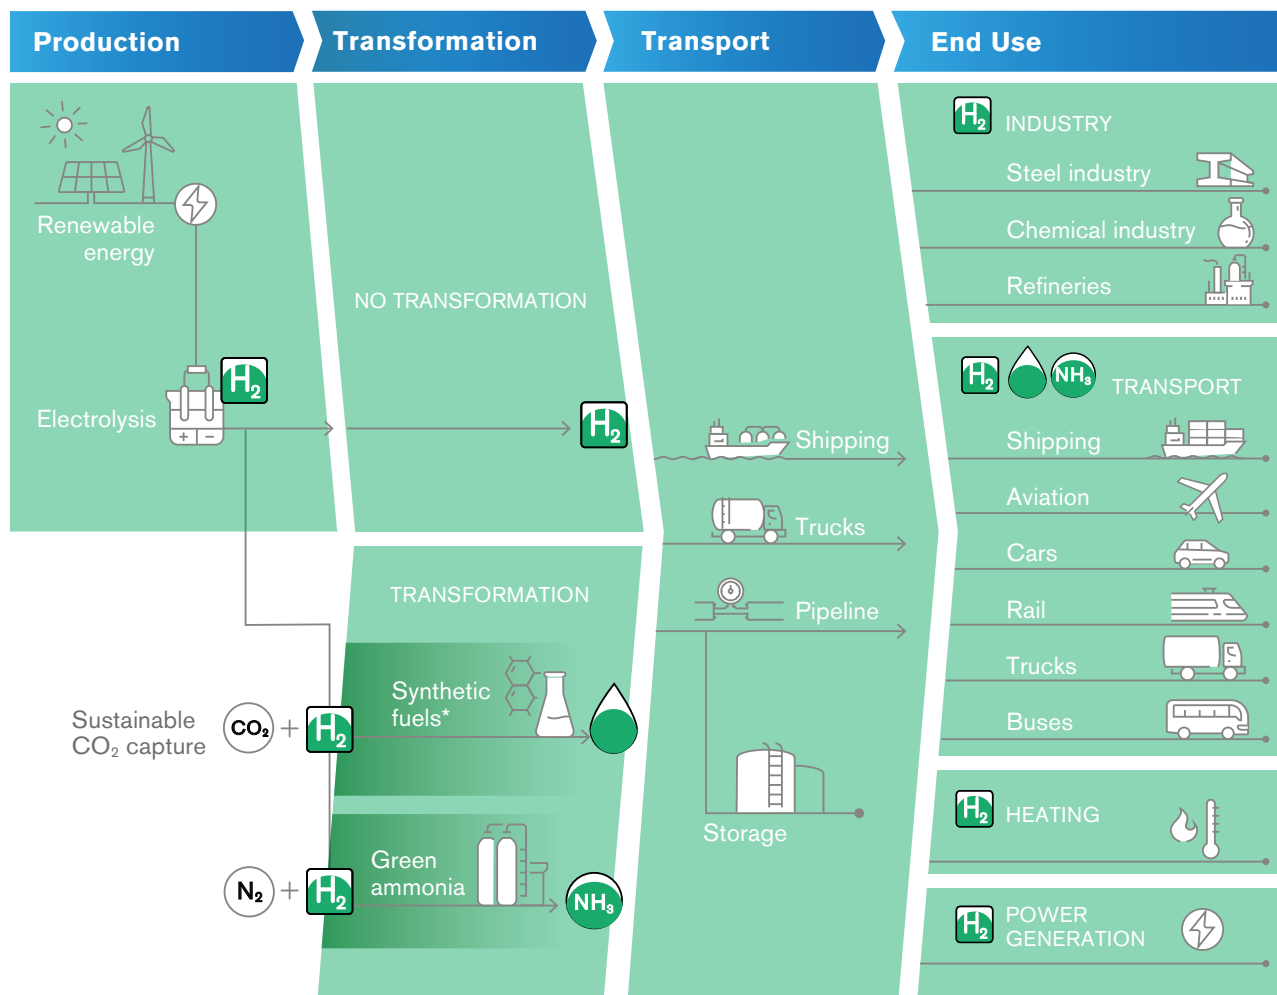 Production
Transformation
Transport
End Use
Renewable
energy
Electrolysis
H2
NO TRANSFORMATION
H2
TRANSFORMATION
Synthetic
fuels*
Sustainable
CO₂ capture
CO₂
+
H2
Green
ammonia
N₂
+
H2
NH₃
Shipping
Trucks
Pipeline
Storage
H2
INDUSTRY
Steel industry
Chemical industry
Refineries
H2
NH₃
TRANSPORT
Shipping
Aviation
Cars
Rail
Trucks
Buses
H2
HEATING
H2
POWER
GENERATION